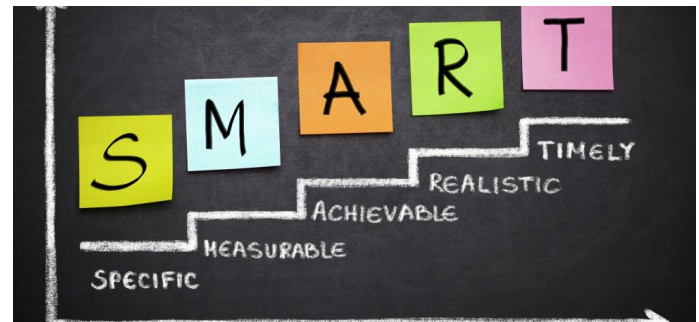 S M A R T
TIMELY
REALISTIC
ACHIEVABLE
MEASURABLE
SPECIFIC